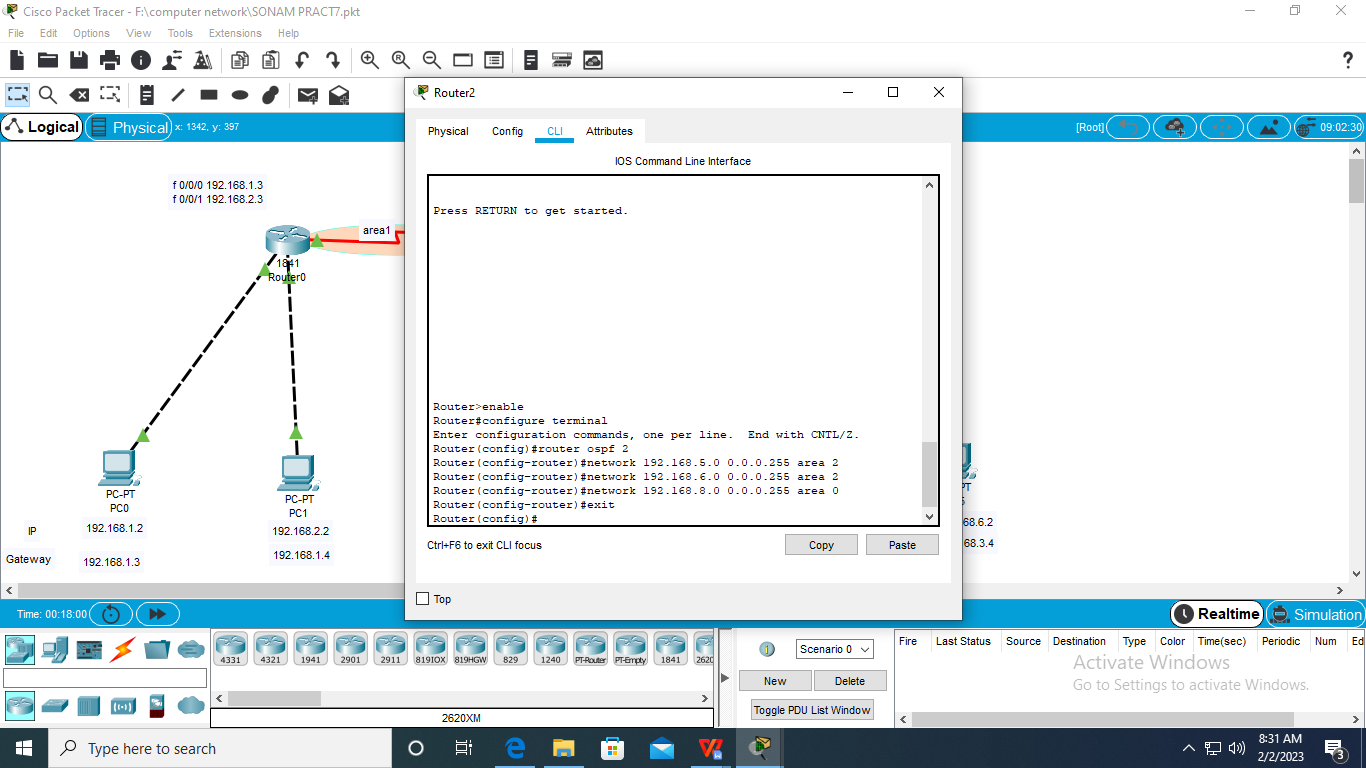 Cisco Packet Tracer - F:\computer network\SONAM PRACT7.pkt
File Edit Options View Tools Extensions Help
?
Logical Physical x: 1342, y: 397
[Root] 09:02:30
f 0/0/0 192.168.1.3
f 0/0/1 192.168.2.3
area1
1841
Router0
PC-PT
PC0
PC-PT
PC1
IP 192.168.1.2 192.168.2.2
Gateway 192.168.1.3 192.168.1.4
PT
8.6.2
8.3.4
Router2
Physical Config CLI Attributes
IOS Command Line Interface
Press RETURN to get started.
Router>enable
Router#configure terminal
Enter configuration commands, one per line.  End with CNTL/Z.
Router(config)#router ospf 2
Router(config-router)#network 192.168.5.0 0.0.0.255 area 2
Router(config-router)#network 192.168.6.0 0.0.0.255 area 2
Router(config-router)#network 192.168.8.0 0.0.0.255 area 0
Router(config-router)#exit
Router(config)#
Ctrl+F6 to exit CLI focus Copy Paste
Top
Time: 00:18:00 Realtime Simulation
4331 4321 1941 2901 2911 819IOX 819HGW 829 1240 PT-Router PT-Empty 1841 2620
2620XM
Scenario 0
New Delete
Toggle PDU List Window
Fire Last Status Source Destination Type Color Time(sec) Periodic Num Ed
Activate Windows
Go to Settings to activate Windows.
Type here to search
8:31 AM
2/2/2023
3